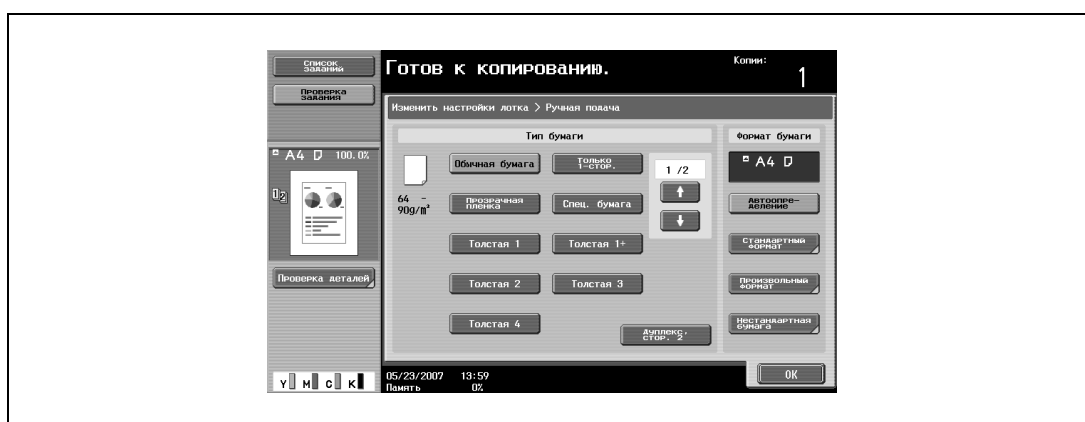 Список
заданий
Проверка
задания
Готов к копированию.
Копии:
1
Изменить настройки лотка > Ручная подача
Тип бумаги
Формат бумаги
A4 100.0%
1 2
64 -
90g/m²
Обычная бумага
Только
1-стор.
1 /2
A4
Прозрачная
пленка
Спец. бумага
Автоопре-
деление
Толстая 1
Толстая 1+
Стандартный
формат
Проверка деталей
Толстая 2
Толстая 3
Произвольный
формат
Толстая 4
Дуплекс.
стор. 2
Нестандартная
бумага
Y M C K
05/23/2007 13:59
Память 0%
OK